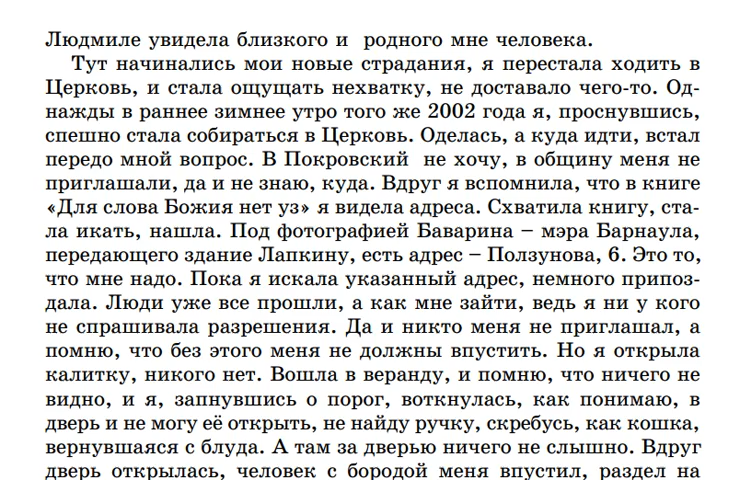 Людмиле увидела близкого и  родного мне человека.
Тут начинались мои новые страдания, я перестала ходить в
Церковь, и стала ощущать нехватку, не доставало чего-то. Од-
нажды в раннее зимнее утро того же 2002 года я, проснувшись,
спешно стала собираться в Церковь. Оделась, а куда идти, встал
передо мной вопрос. В Покровский  не хочу, в общину меня не
приглашали, да и не знаю, куда. Вдруг я вспомнила, что в книге
«Для слова Божия нет уз» я видела адреса. Схватила книгу, ста-
ла икать, нашла. Под фотографией Баварина – мэра Барнаула,
передающего здание Лапкину, есть адрес – Ползунова, 6. Это то,
что мне надо. Пока я искала указанный адрес, немного припоз-
дала. Люди уже все прошли, а как мне зайти, ведь я ни у кого
не спрашивала разрешения. Да и никто меня не приглашал, а
помню, что без этого меня не должны впустить. Но я открыла
калитку, никого нет. Вошла в веранду, и помню, что ничего не
видно, и я, запнувшись о порог, воткнулась, как понимаю, в
дверь и не могу её открыть, не найду ручку, скребусь, как кошка,
вернувшаяся с блуда. А там за дверью ничего не слышно. Вдруг
дверь открылась, человек с бородой меня впустил, раздел на